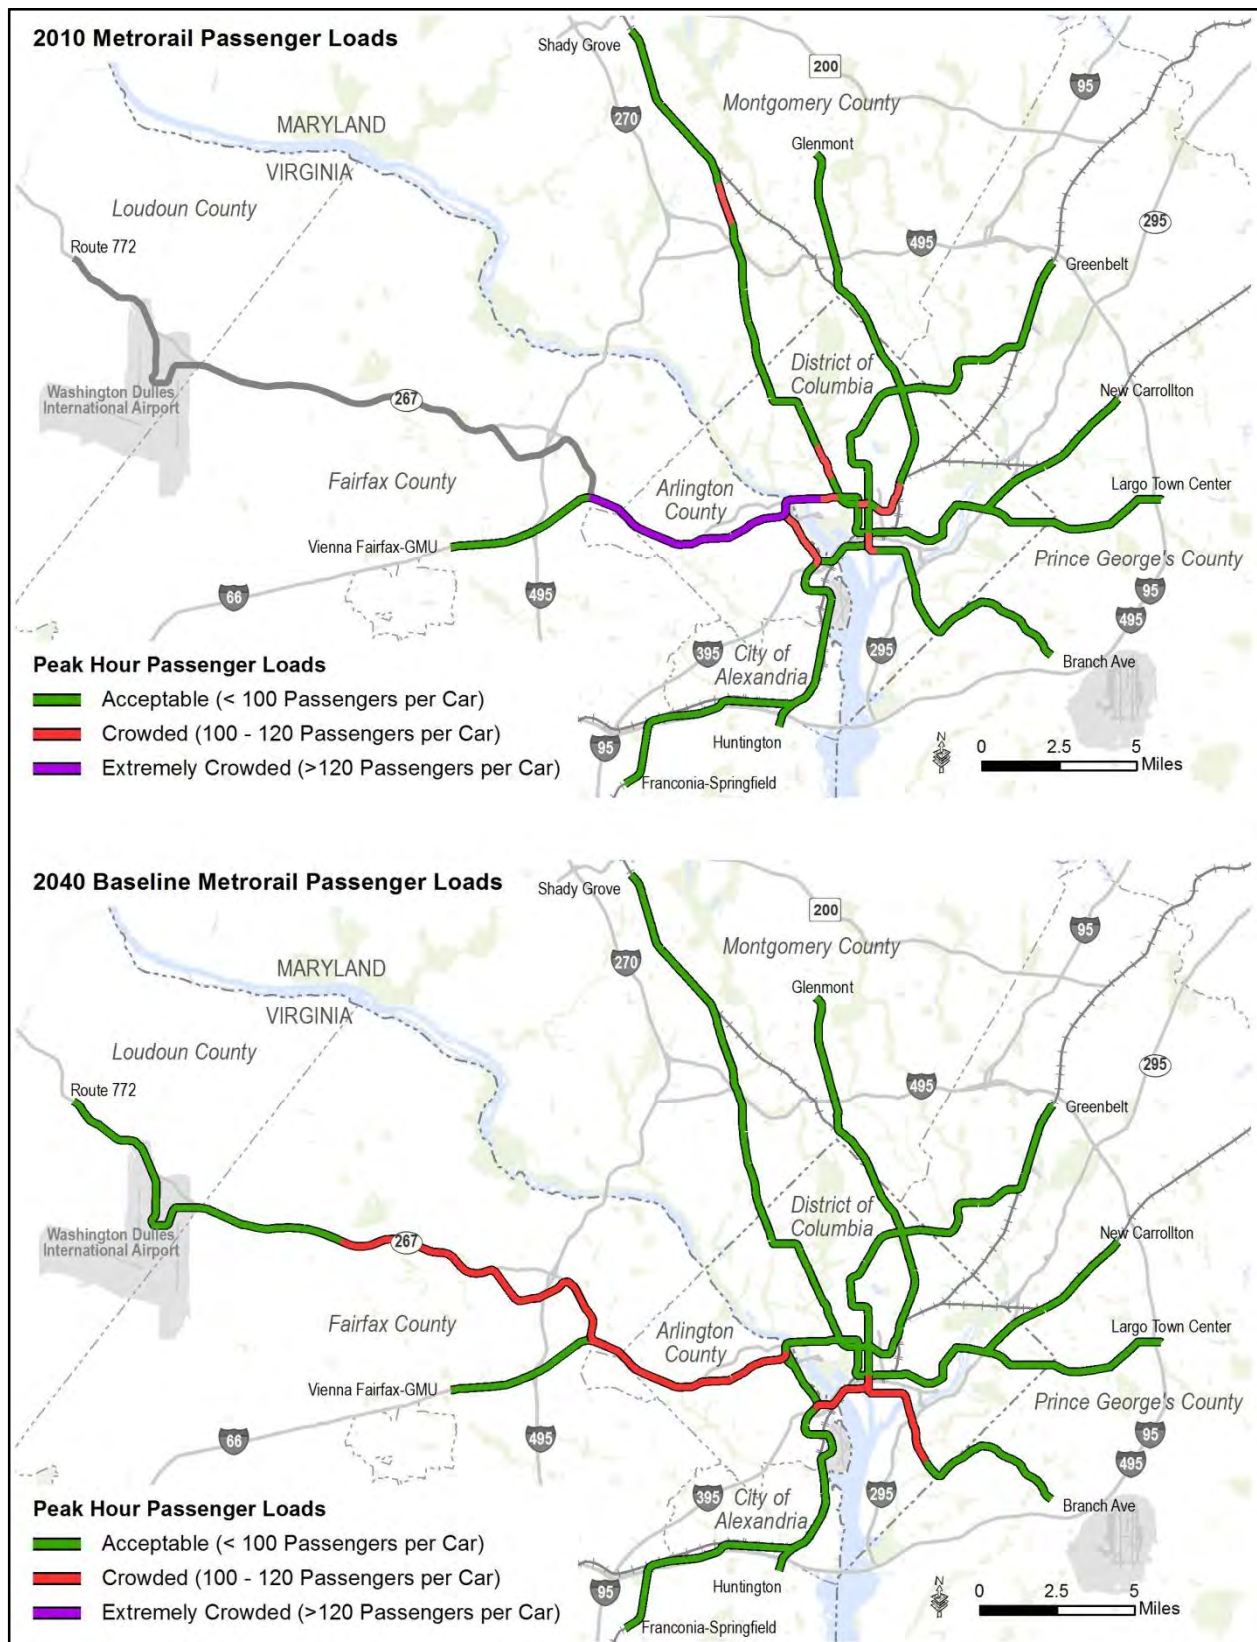 2010 Metrorail Passenger Loads
Shady Grove
200
95
Montgomery County
270
MARYLAND
Glenmont
VIRGINIA
Loudoun County
295
495
Route 772
Greenbelt
District of
Columbia
Washington Dulles
International Airport
267
New Carrollton
Fairfax County
Arlington
County
Largo Town Center
Vienna Fairfax-GMU
Prince George's County
66
495
95
495
Peak Hour Passenger Loads
395
City of
Alexandria
295
Branch Ave
Acceptable (< 100 Passengers per Car)
Crowded (100 - 120 Passengers per Car)
Extremely Crowded (>120 Passengers per Car)
95
Huntington
Franconia-Springfield
N
0 2.5 5
Miles
2040 Baseline Metrorail Passenger Loads
Shady Grove
200
95
Montgomery County
270
MARYLAND
Glenmont
VIRGINIA
Loudoun County
295
495
Route 772
Greenbelt
District of
Columbia
Washington Dulles
International Airport
267
New Carrollton
Fairfax County
Arlington
County
Largo Town Center
Vienna Fairfax-GMU
Prince George's County
66
495
95
495
Peak Hour Passenger Loads
395
City of
Alexandria
295
Branch Ave
Acceptable (< 100 Passengers per Car)
Crowded (100 - 120 Passengers per Car)
Extremely Crowded (>120 Passengers per Car)
95
Huntington
Franconia-Springfield
N
0 2.5 5
Miles